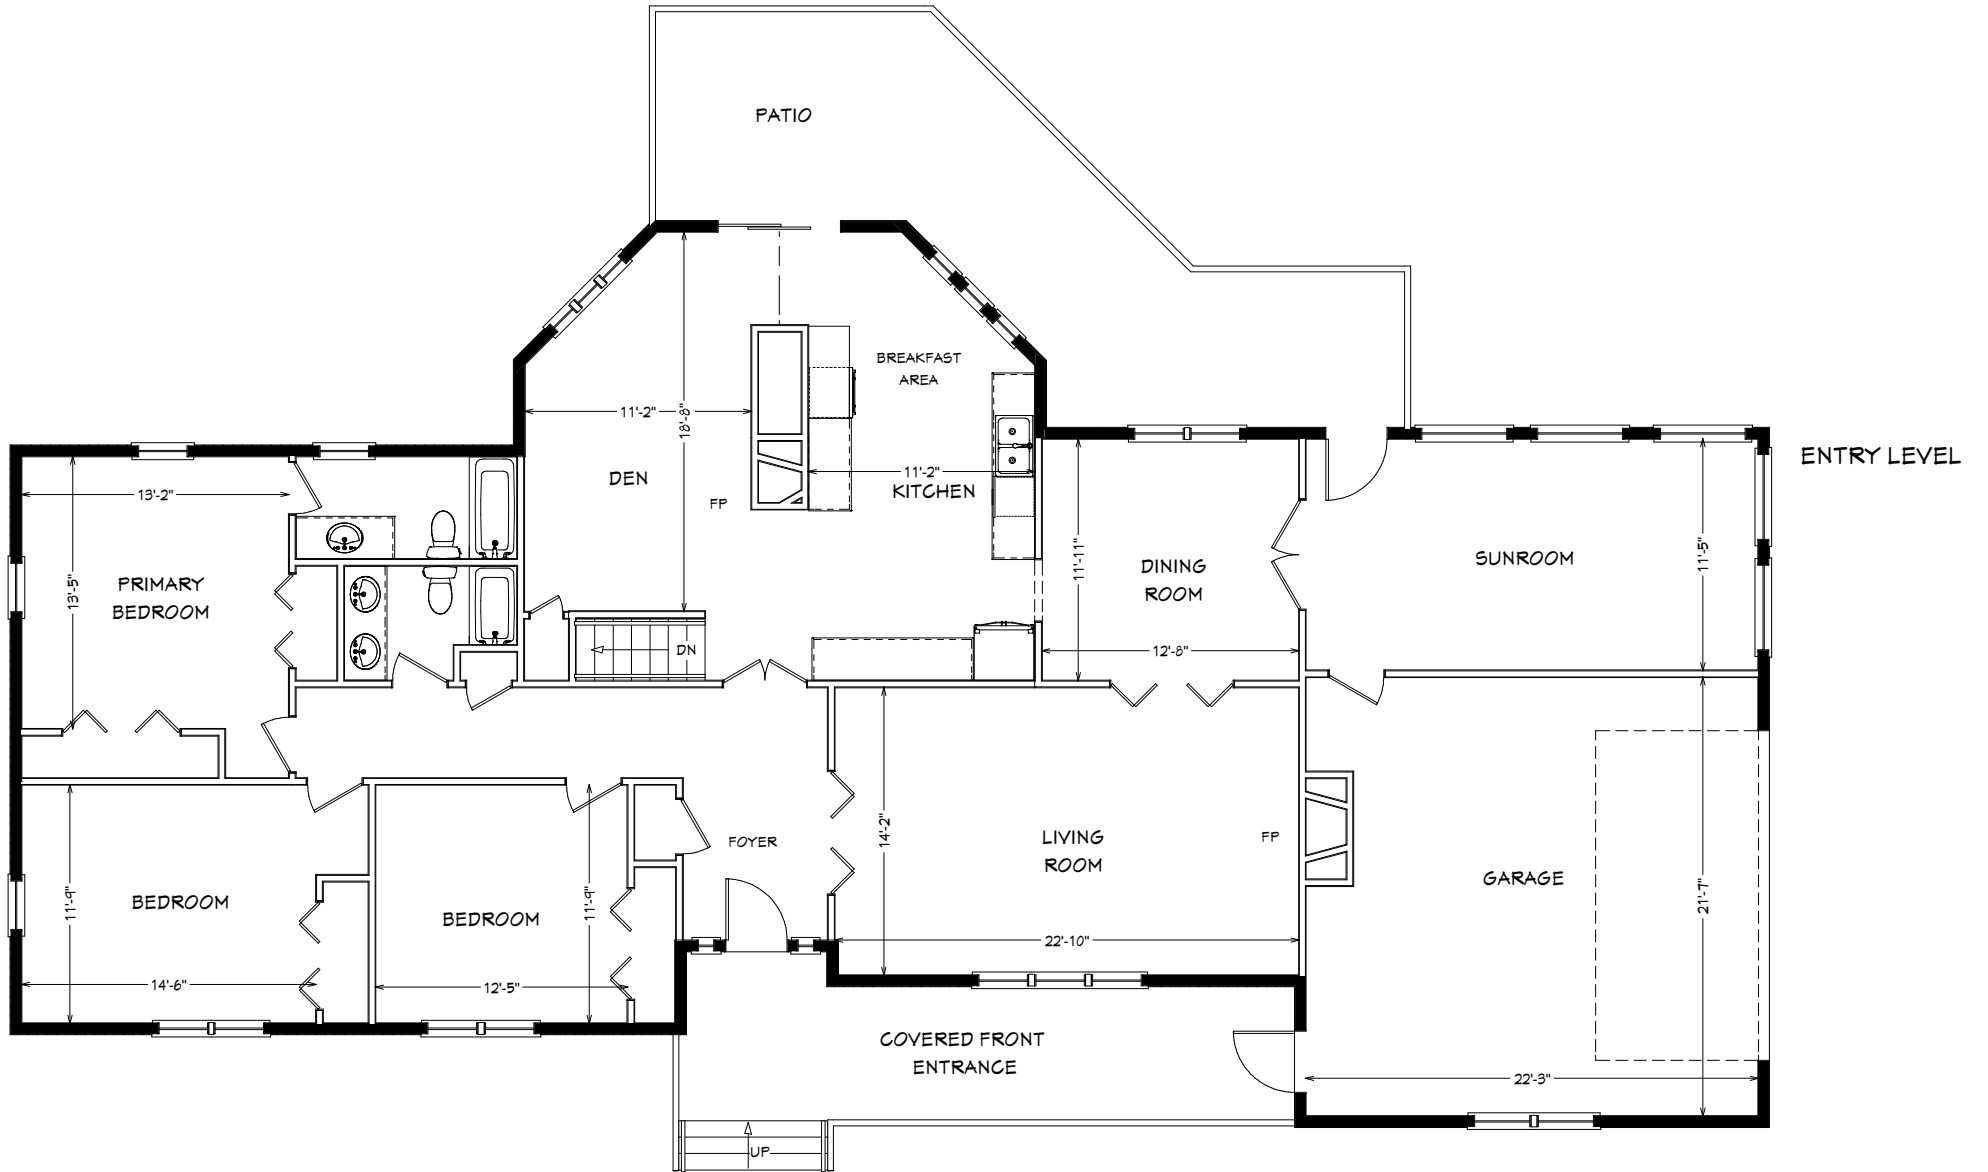 PATIO
BREAKFAST
AREA
11'-2"
18'-8"
ENTRY LEVEL
DEN
11'-2"
KITCHEN
13'-2"
FP
11'-11"
11'-5"
SUNROOM
DINING
ROOM
PRIMARY
BEDROOM
13'-5"
DN
12'-8"
14'-2"
FOYER
LIVING
ROOM
FP
GARAGE
21'-7"
11'-9"
BEDROOM
BEDROOM
11'-9"
22'-10"
14'-6"
12'-5"
COVERED FRONT
ENTRANCE
22'-3"
UP